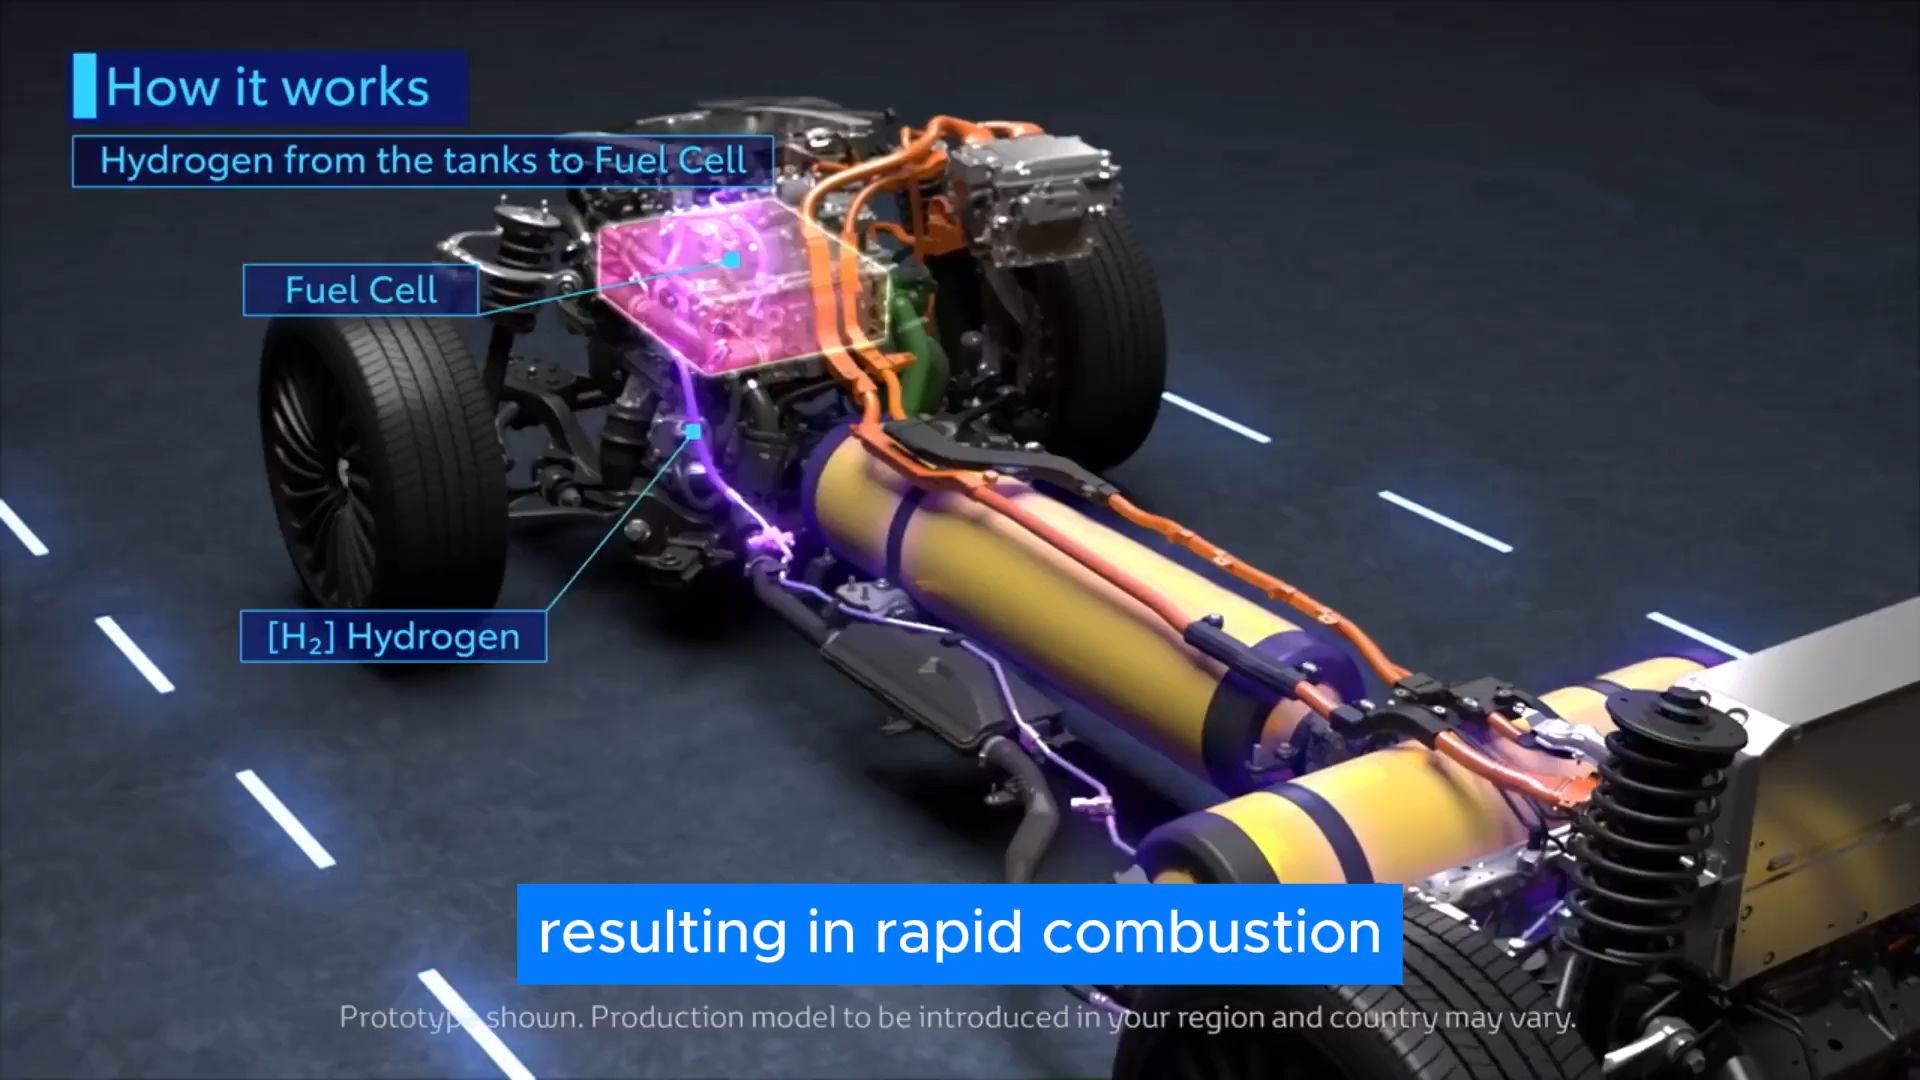 How it works
Hydrogen from the tanks to Fuel Cell
Fuel Cell
[H₂] Hydrogen
resulting in rapid combustion
Prototype shown. Production model to be introduced in your region and country may vary.